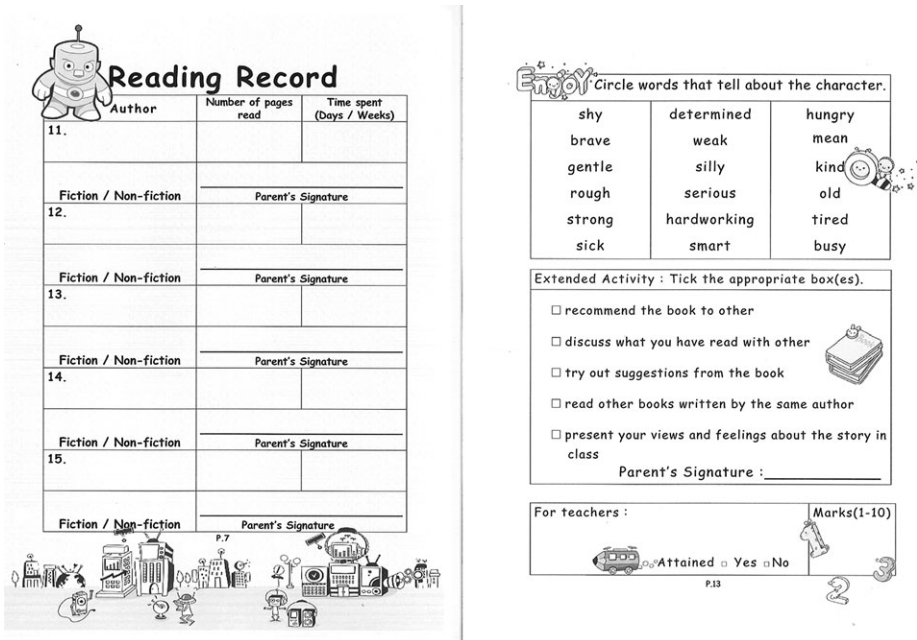 Reading Record
Author Number of pages read Time spent (Days / Weeks)
11.
Fiction / Non-fiction Parent's Signature
12.
Fiction / Non-fiction Parent's Signature
13.
Fiction / Non-fiction Parent's Signature
14.
Fiction / Non-fiction Parent's Signature
15.
Fiction / Non-fiction Parent's Signature
P.7
Enjoy Circle words that tell about the character.
shy determined hungry
brave weak mean
gentle silly kind
rough serious old
strong hardworking tired
sick smart busy
Extended Activity : Tick the appropriate box(es).
☐ recommend the book to other
☐ discuss what you have read with other
☐ try out suggestions from the book
☐ read other books written by the same author
☐ present your views and feelings about the story in
class
Parent's Signature :
For teachers : Marks(1-10)
Attained ☐ Yes ☐ No
1
2
3
P.13